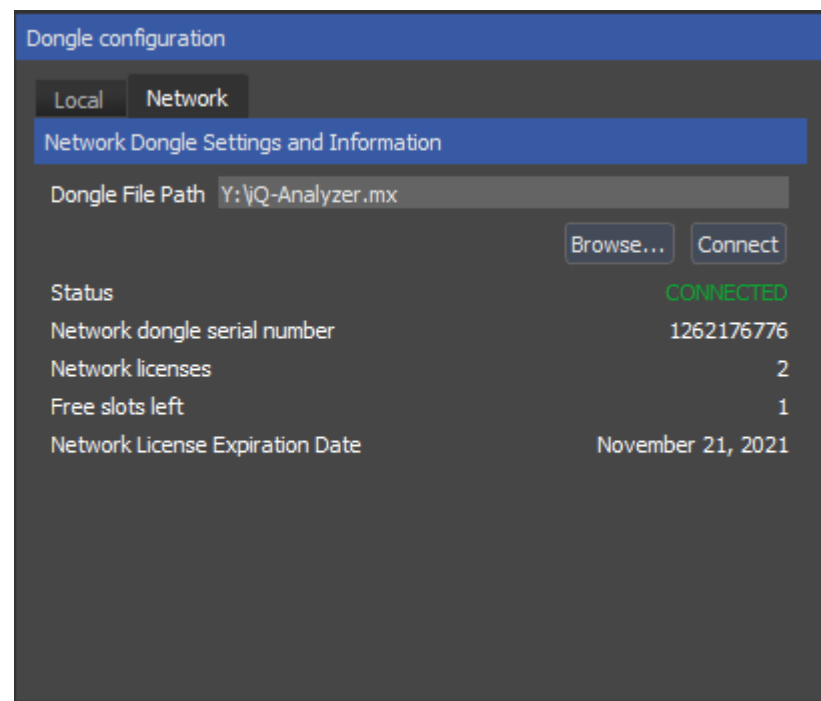 Dongle configuration
Local Network
Network Dongle Settings and Information
Dongle File Path Y:\iQ-Analyzer.mx
Browse... Connect
Status CONNECTED
Network dongle serial number 1262176776
Network licenses 2
Free slots left 1
Network License Expiration Date November 21, 2021